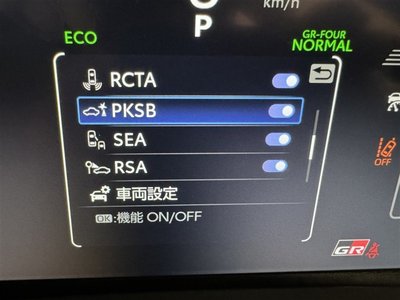 km/h
P
ECO
GR-FOUR
NORMAL
RCTA
PKSB
SEA
RSA
車両設定
OK:機能 ON/OFF
OFF
GR